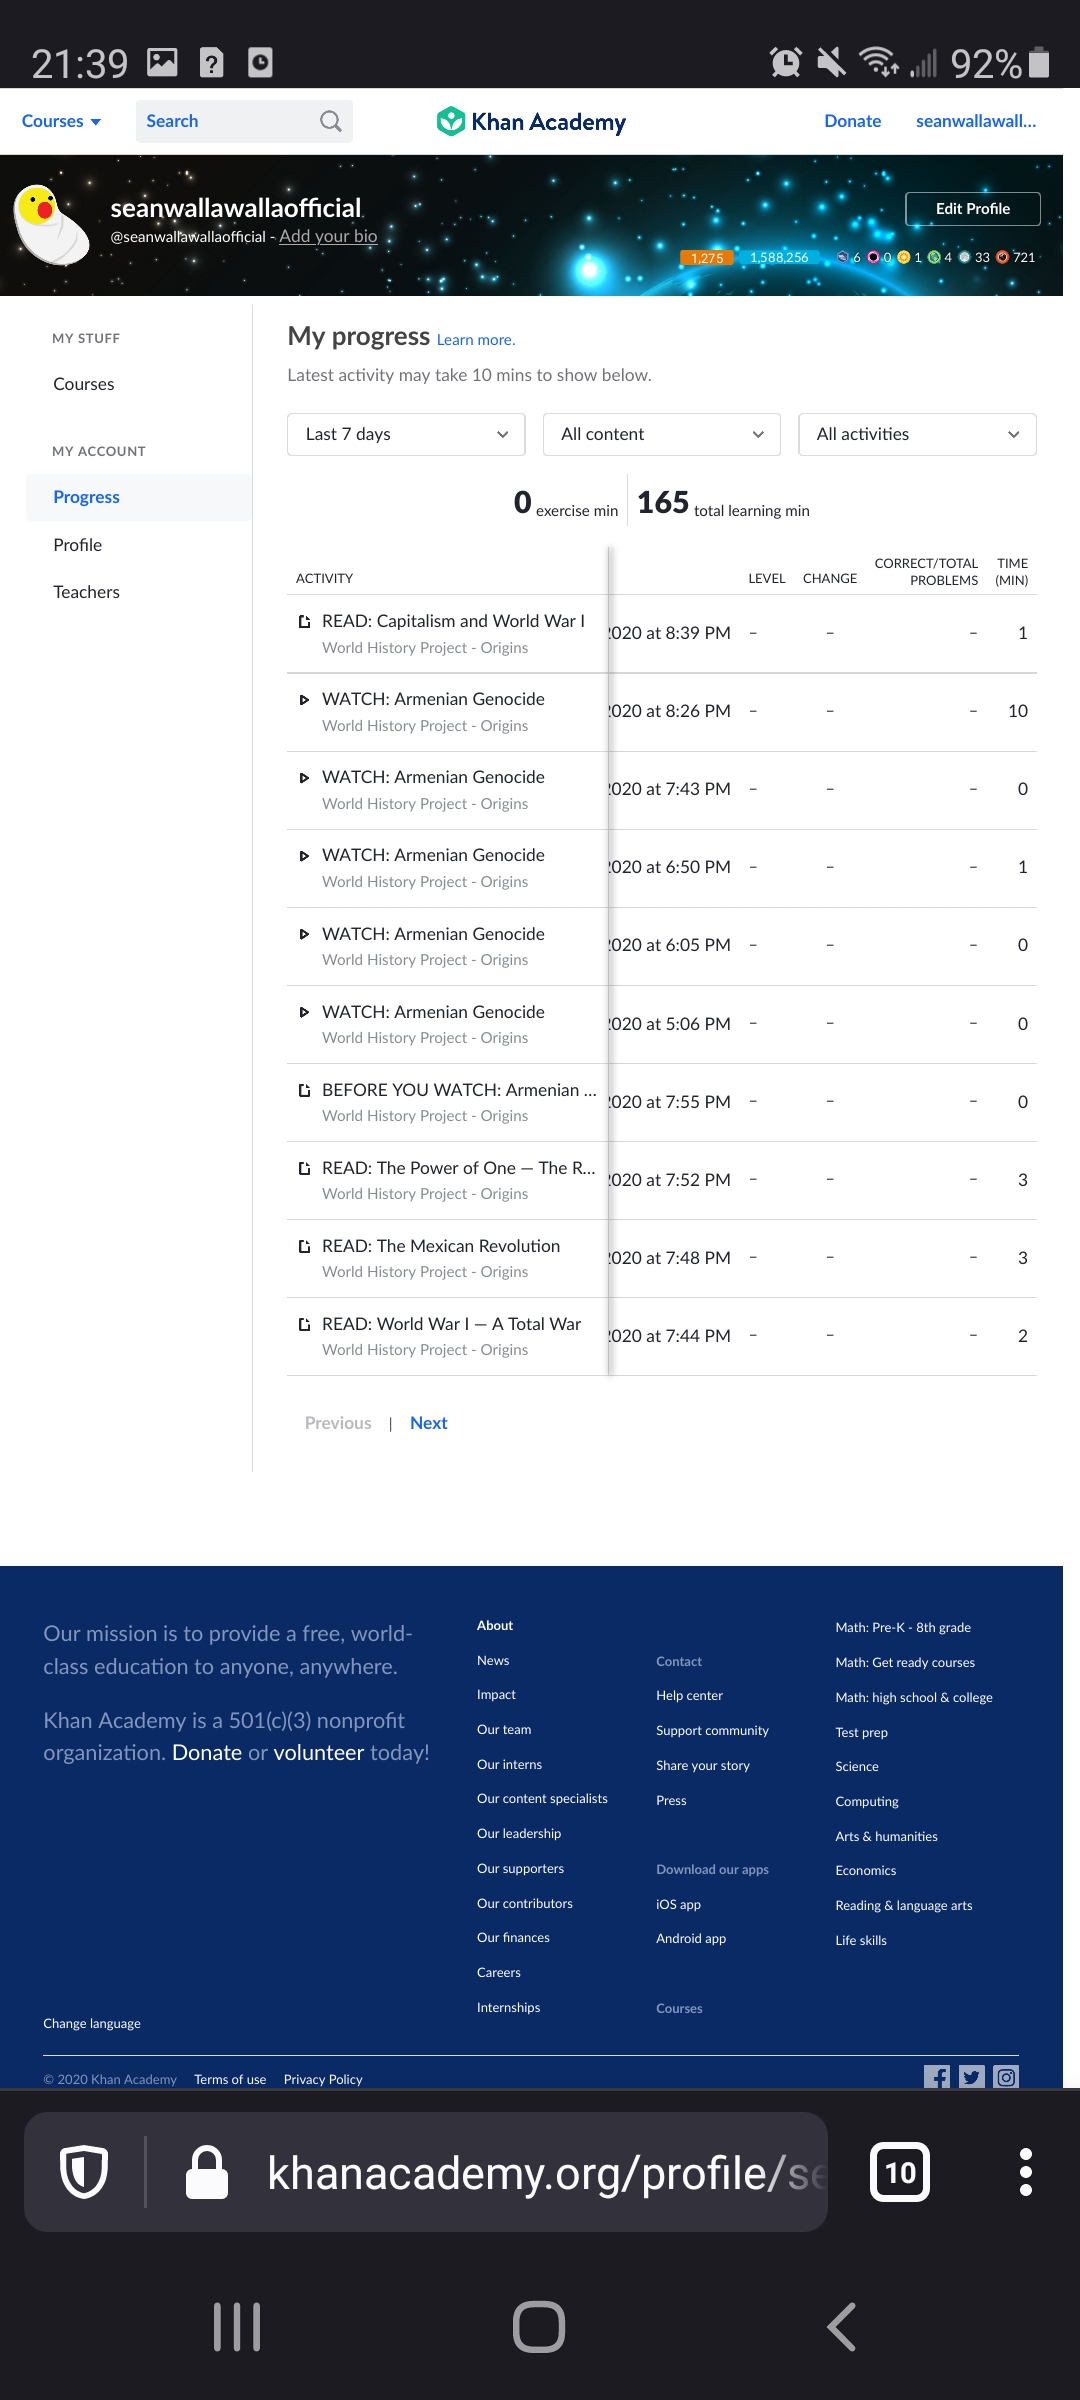 21:39 92%
Courses Search Khan Academy Donate seanwallawall...
seanwallawallaofficial
@seanwallawallaofficial - Add your bio
Edit Profile
1,275 1,588,256 6 0 1 4 33 721
MY STUFF
Courses
MY ACCOUNT
Progress
Profile
Teachers
My progress Learn more.
Latest activity may take 10 mins to show below.
Last 7 days All content All activities
0 exercise min 165 total learning min
ACTIVITY LEVEL CHANGE CORRECT/TOTAL PROBLEMS TIME (MIN)
READ: Capitalism and World War I
World History Project - Origins
2020 at 8:39 PM – – – 1
WATCH: Armenian Genocide
World History Project - Origins
2020 at 8:26 PM – – – 10
WATCH: Armenian Genocide
World History Project - Origins
2020 at 7:43 PM – – – 0
WATCH: Armenian Genocide
World History Project - Origins
2020 at 6:50 PM – – – 1
WATCH: Armenian Genocide
World History Project - Origins
2020 at 6:05 PM – – – 0
WATCH: Armenian Genocide
World History Project - Origins
2020 at 5:06 PM – – – 0
BEFORE YOU WATCH: Armenian ...
World History Project - Origins
2020 at 7:55 PM – – – 0
READ: The Power of One — The R...
World History Project - Origins
2020 at 7:52 PM – – – 3
READ: The Mexican Revolution
World History Project - Origins
2020 at 7:48 PM – – – 3
READ: World War I — A Total War
World History Project - Origins
2020 at 7:44 PM – – – 2
Previous | Next
Our mission is to provide a free, world-
class education to anyone, anywhere.
Khan Academy is a 501(c)(3) nonprofit
organization. Donate or volunteer today!
Change language
About
News
Impact
Our team
Our interns
Our content specialists
Our leadership
Our supporters
Our contributors
Our finances
Careers
Internships
Contact
Help center
Support community
Share your story
Press
Download our apps
iOS app
Android app
Courses
Math: Pre-K - 8th grade
Math: Get ready courses
Math: high school & college
Test prep
Science
Computing
Arts & humanities
Economics
Reading & language arts
Life skills
© 2020 Khan Academy Terms of use Privacy Policy
khanacademy.org/profile/se
10